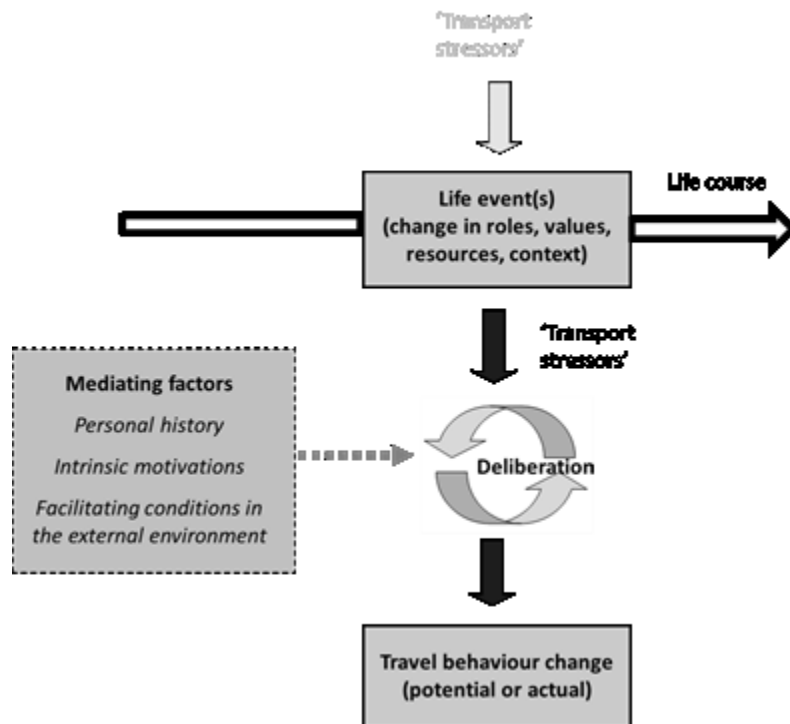 ‘Transport
stressors’
Life course
Life event(s)
(change in roles, values,
resources, context)
‘Transport
stressors’
Mediating factors
Personal history
Intrinsic motivations
Facilitating conditions in
the external environment
Deliberation
Travel behaviour change
(potential or actual)